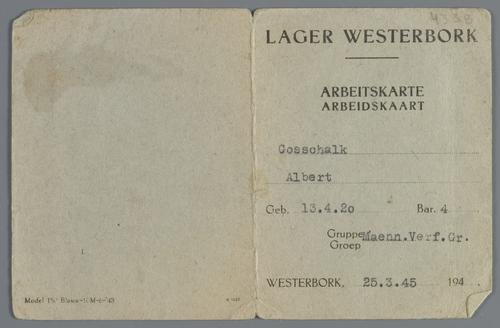 4338
LAGER WESTERBORK
ARBEITSKARTE
ARBEIDSKAART
Gosschalk
Albert
Geb. 13.4.20 Bar. 4
Gruppe Maenn.Verf.Gr.
Groep
WESTERBORK, 25.3.45 194
Model